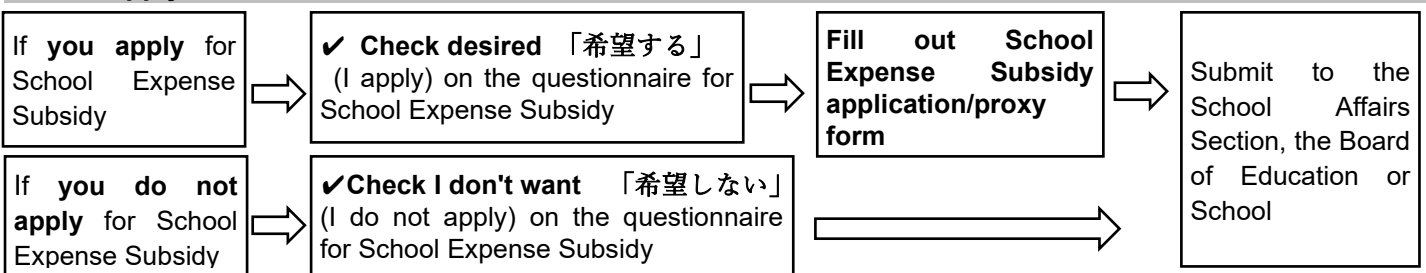 If you apply for
School Expense
Subsidy
✔ Check desired 「希望する」
(I apply) on the questionnaire for
School Expense Subsidy
Fill out School
Expense Subsidy
application/proxy
form
Submit to the
School Affairs
Section, the Board
of Education or
School
If you do not
apply for School
Expense Subsidy
✔Check I don't want 「希望しない」
(I do not apply) on the questionnaire
for School Expense Subsidy